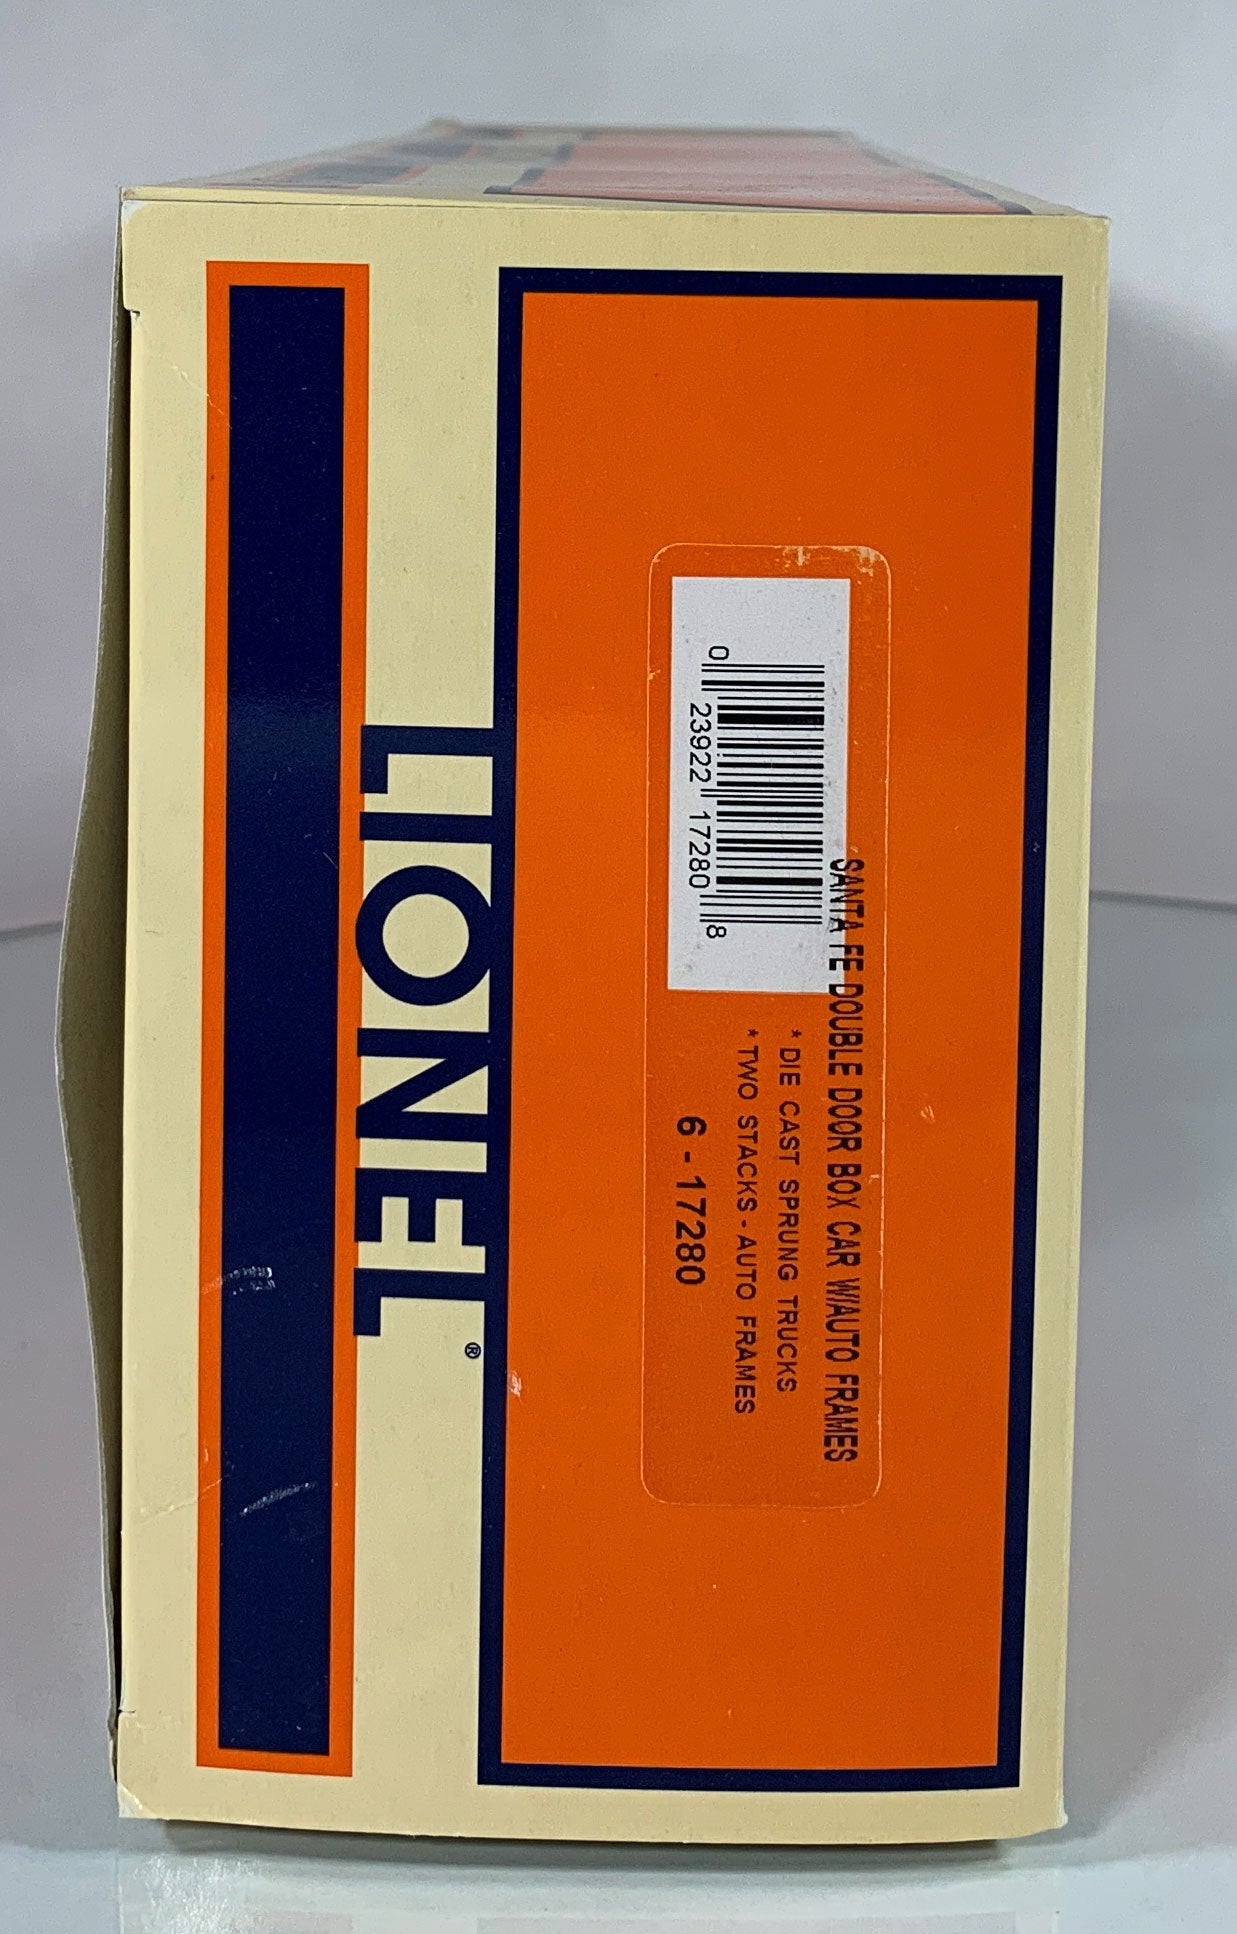 LIONEL®
SANTA FE DOUBLE DOOR BOX CAR W/AUTO FRAMES
* DIE CAST SPRUNG TRUCKS
* TWO STACKS - AUTO FRAMES
6 - 17280
0 23922 17280 8